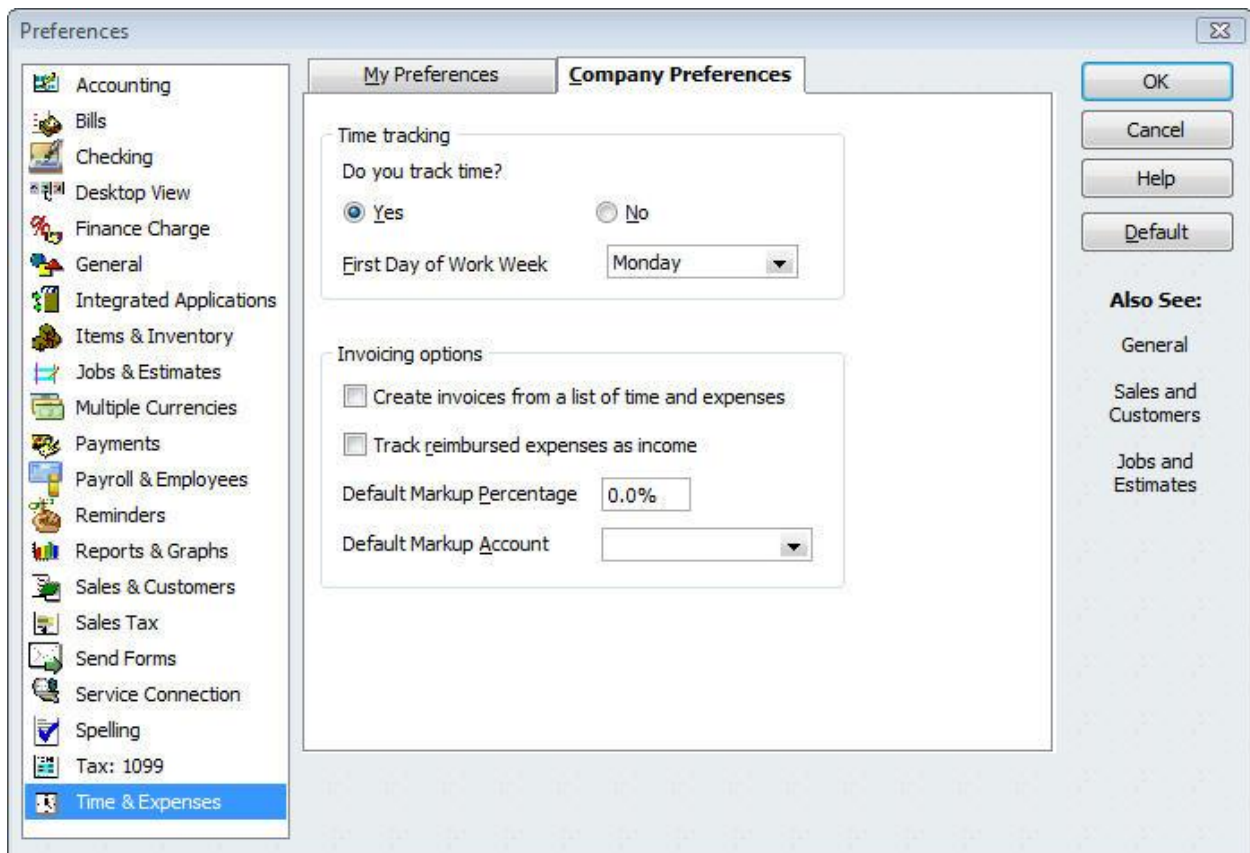 Preferences
Accounting
Bills
Checking
Desktop View
Finance Charge
General
Integrated Applications
Items & Inventory
Jobs & Estimates
Multiple Currencies
Payments
Payroll & Employees
Reminders
Reports & Graphs
Sales & Customers
Sales Tax
Send Forms
Service Connection
Spelling
Tax: 1099
Time & Expenses
My Preferences
Company Preferences
Time tracking
Do you track time?
Yes No
First Day of Work Week Monday
Invoicing options
Create invoices from a list of time and expenses
Track reimbursed expenses as income
Default Markup Percentage 0.0%
Default Markup Account
OK
Cancel
Help
Default
Also See:
General
Sales and
Customers
Jobs and
Estimates